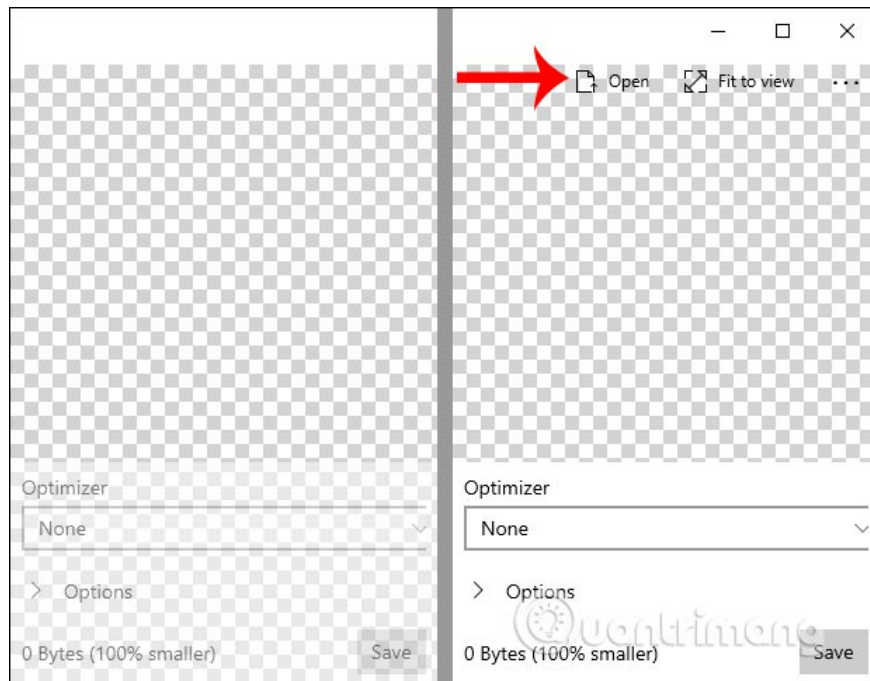 Open Fit to view ...
Optimizer
None
Options
0 Bytes (100% smaller) Save
Optimizer
None
Options
Quantrimang
0 Bytes (100% smaller) Save